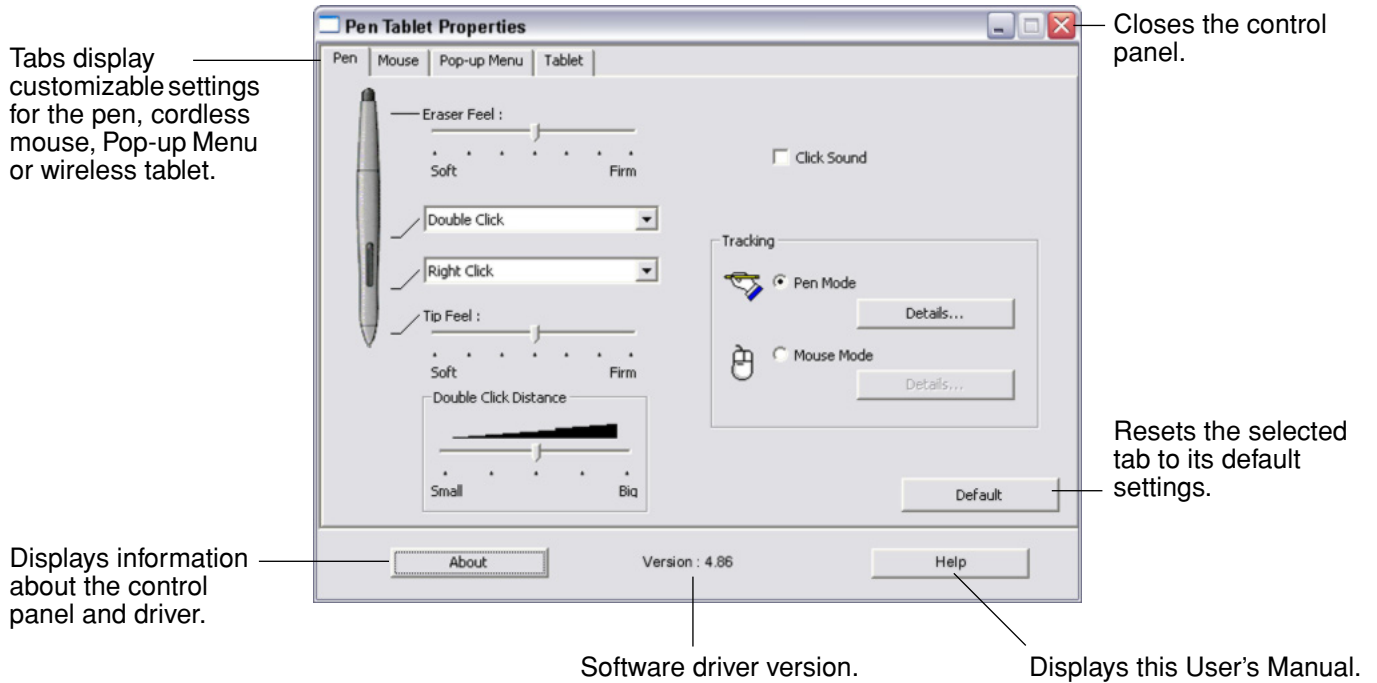 Pen Tablet Properties
Closes the control
panel.
Tabs display
customizable settings
for the pen, cordless
mouse, Pop-up Menu
or wireless tablet.
Pen Mouse Pop-up Menu Tablet
Eraser Feel :
Soft Firm
Click Sound
Double Click
Right Click
Tip Feel :
Soft Firm
Tracking
Pen Mode
Details...
Mouse Mode
Details...
Double Click Distance
Small Big
Default
Resets the selected
tab to its default
settings.
Displays information
about the control
panel and driver.
About
Version : 4.86
Help
Software driver version.
Displays this User's Manual.